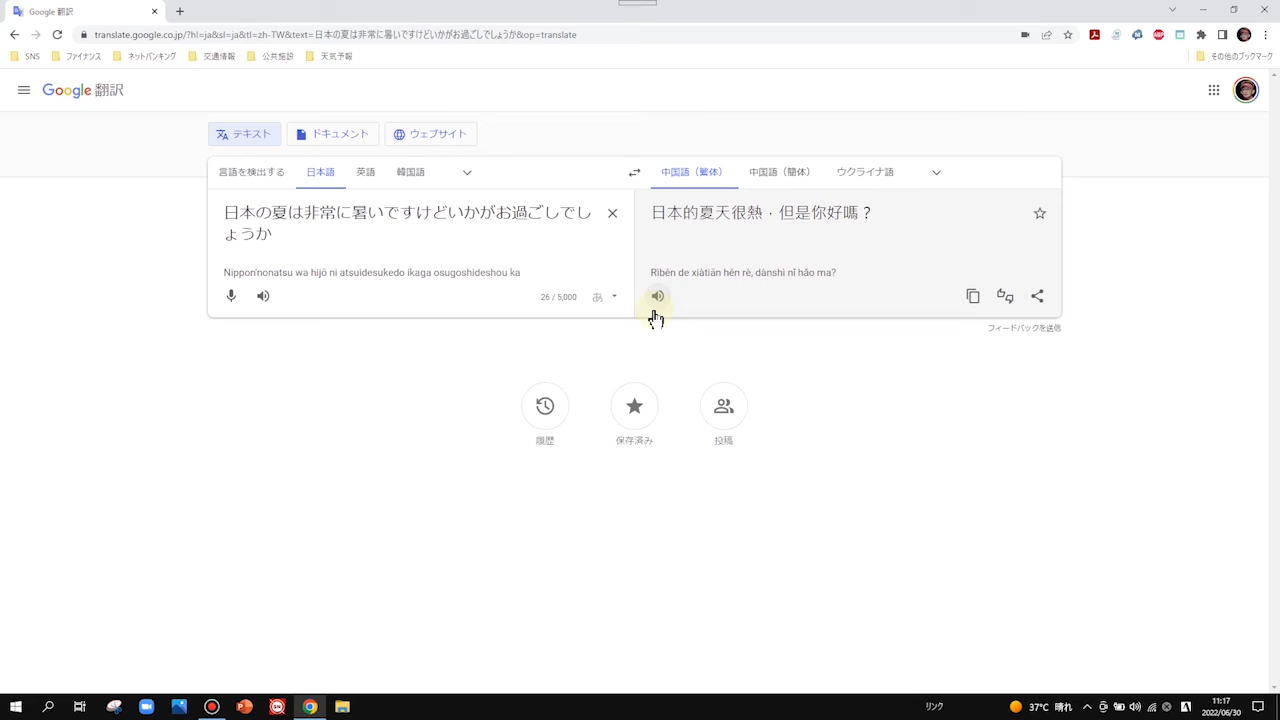 Google 翻訳
translate.google.co.jp/?hl=ja&sl=ja&tl=zh-TW&text=日本の夏は非常に暑いですけどいかがお過ごしでしょうか&op=translate
SNS ファイナンス ネットバンキング 交通情報 公共施設 天気予報 その他のブックマーク
Google 翻訳
テキスト ドキュメント ウェブサイト
言語を検出する 日本語 英語 韓国語 中国語（繁体） 中国語（簡体） ウクライナ語
日本の夏は非常に暑いですけどいかがお過ごしでし
ょうか
日本的夏天很熱，但是你好嗎？
Nippon'nonatsu wa hijō ni atsuidesukedo ikaga osugoshideshou ka
Rìběn de xiàtiān hěn rè, dànshì nǐ hǎo ma?
26 / 5,000 あ
フィードバックを送信
履歴 保存済み 投稿
リンク 37°C 晴れ A 11:17
2022/06/30